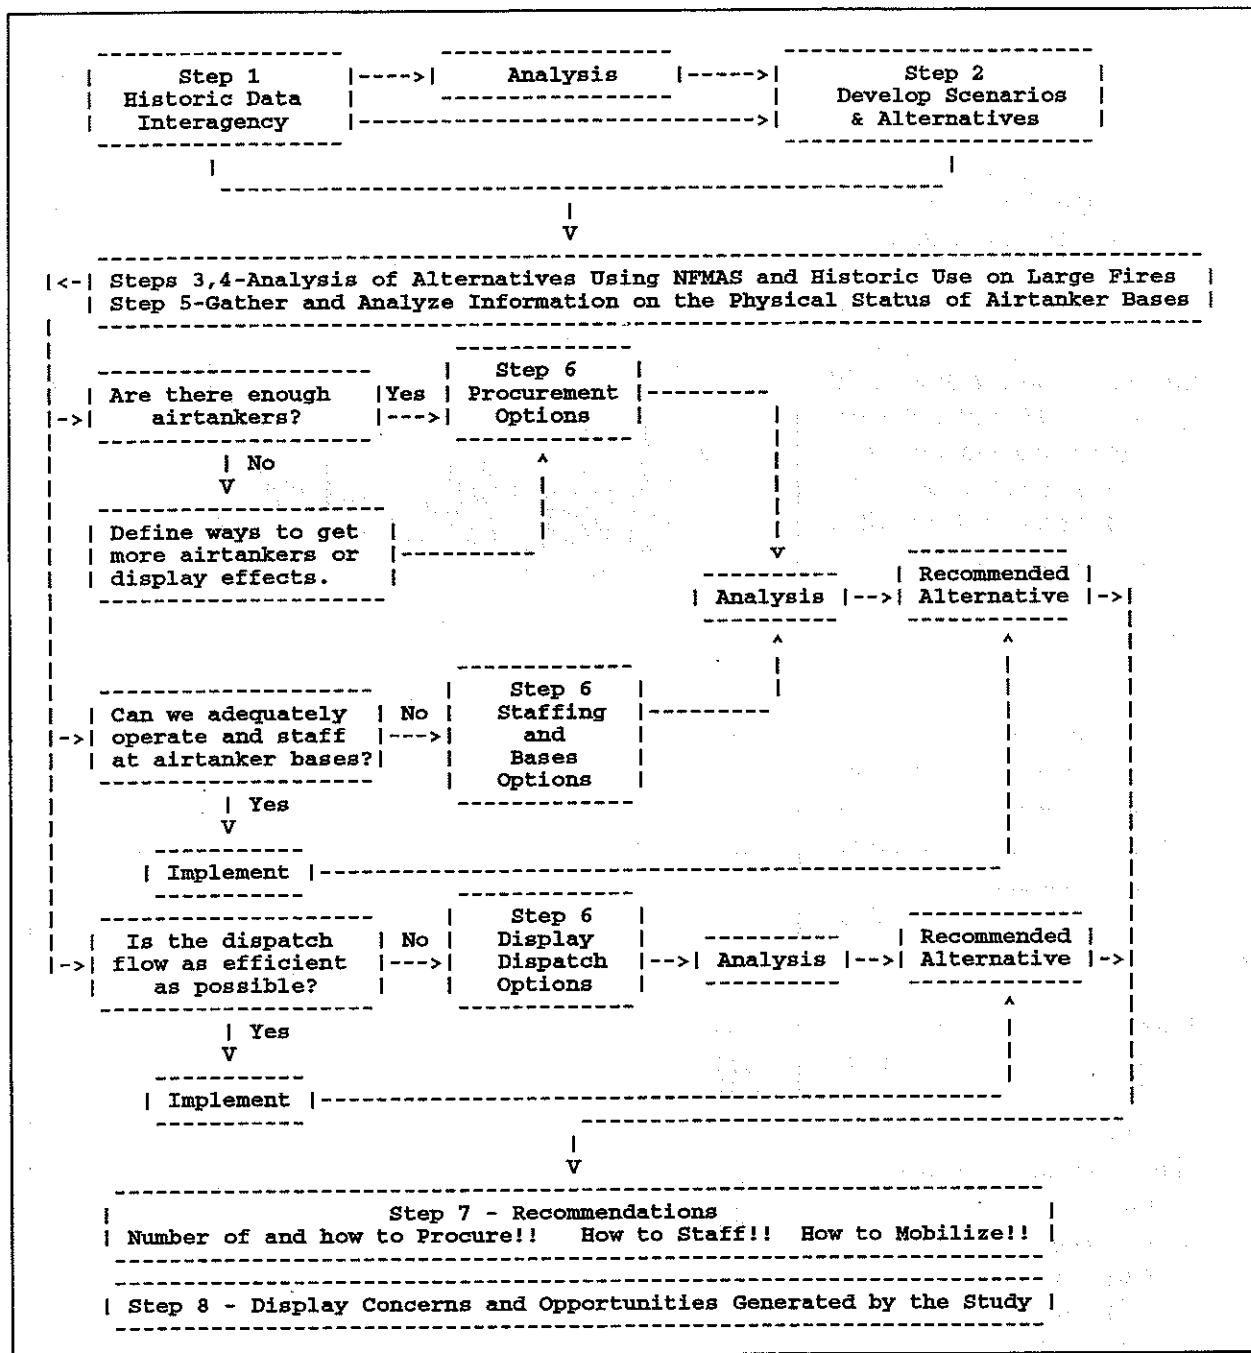 Step 1
Historic Data
Interagency
Analysis
Step 2
Develop Scenarios
& Alternatives
Steps 3,4-Analysis of Alternatives Using NFMAS and Historic Use on Large Fires
Step 5-Gather and Analyze Information on the Physical Status of Airtanker Bases
Are there enough
airtankers?
Yes
Step 6
Procurement
Options
No
Define ways to get
more airtankers or
display effects.
Analysis
Recommended
Alternative
Can we adequately
operate and staff
at airtanker bases?
No
Step 6
Staffing
and
Bases
Options
Yes
Implement
Is the dispatch
flow as efficient
as possible?
No
Step 6
Display
Dispatch
Options
Analysis
Recommended
Alternative
Yes
Implement
Step 7 - Recommendations
Number of and how to Procure!! How to Staff!! How to Mobilize!!
Step 8 - Display Concerns and Opportunities Generated by the Study